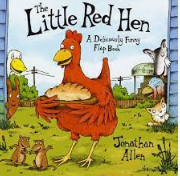 The
Little Red Hen
A Deliciously Funny
Flap Book
Jonathan
Allen